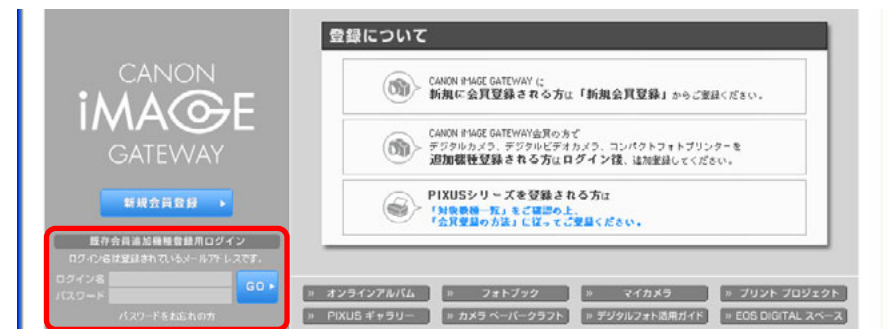 CANON
iMAGE
GATEWAY
新規会員登録
既存会員追加機種登録用ログイン
ログイン名は登録されているメールアドレスです。
ログイン名
パスワード
GO
パスワードをお忘れの方
登録について
CANON iMAGE GATEWAY に
新規に会員登録される方は「新規会員登録」からご登録ください。
CANON iMAGE GATEWAY会員の方で
デジタルカメラ、デジタルビデオカメラ、コンパクトフォトプリンターを
追加機種登録される方はログイン後、追加登録してください。
PIXUSシリーズを登録される方は
「対象機種一覧」をご確認の上、
「会員登録の方法」に従ってご登録ください。
» オンラインアルバム » フォトブック » マイカメラ » プリント プロジェクト
» PIXUS ギャラリー » カメラ ペーパークラフト » デジタルフォト活用ガイド » EOS DIGITAL スペース